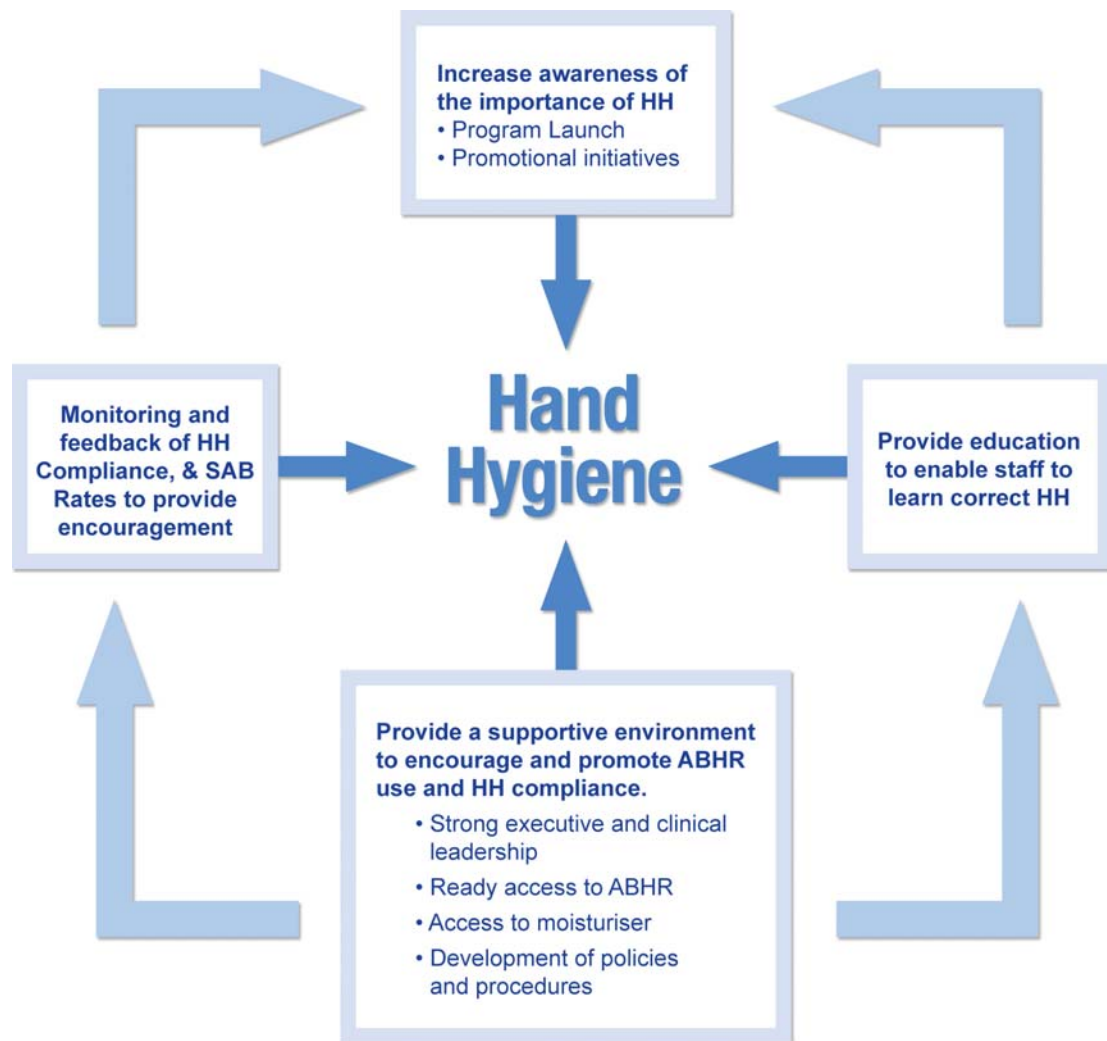 Increase awareness of
the importance of HH
• Program Launch
• Promotional initiatives
Hand
Hygiene
Monitoring and
feedback of HH
Compliance, & SAB
Rates to provide
encouragement
Provide education
to enable staff to
learn correct HH
Provide a supportive environment
to encourage and promote ABHR
use and HH compliance.
• Strong executive and clinical
leadership
• Ready access to ABHR
• Access to moisturiser
• Development of policies
and procedures